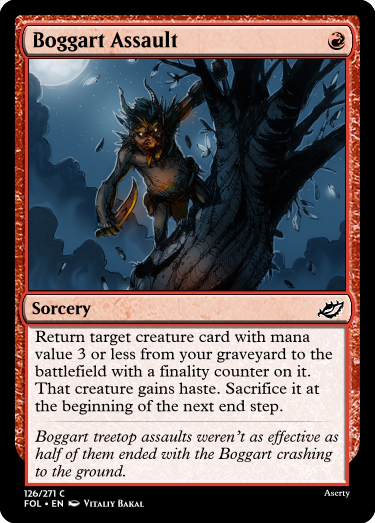 Boggart Assault
Sorcery
Return target creature card with mana
value 3 or less from your graveyard to the
battlefield with a finality counter on it.
That creature gains haste. Sacrifice it at
the beginning of the next end step.
Boggart treetop assaults weren't as effective as
half of them ended with the Boggart crashing
to the ground.
126/271 C
FOL • EN Vitaliy Bakal
Aserty